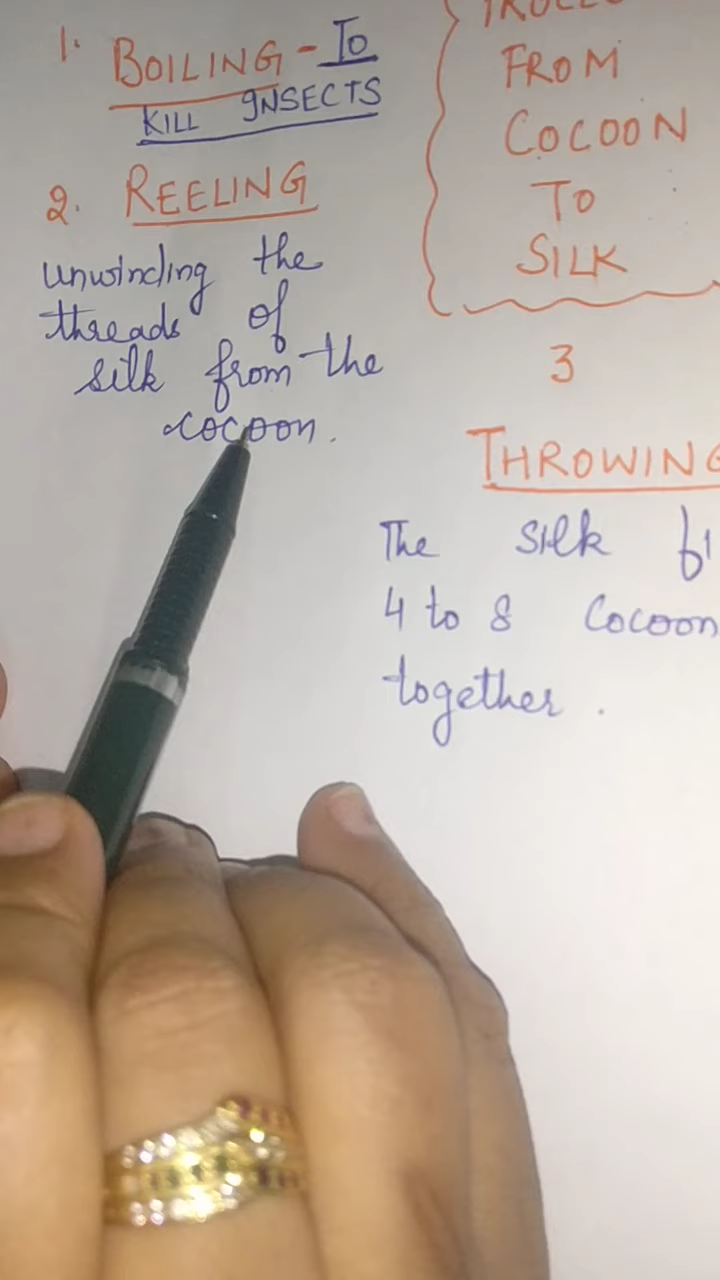 1. BOILING - To
KILL INSECTS
2. REELING
unwinding the
threads of
silk from the
cocoon.
FROM
COCOON
TO
SILK
3
THROWING
The silk
4 to 8 Cocoon
together.